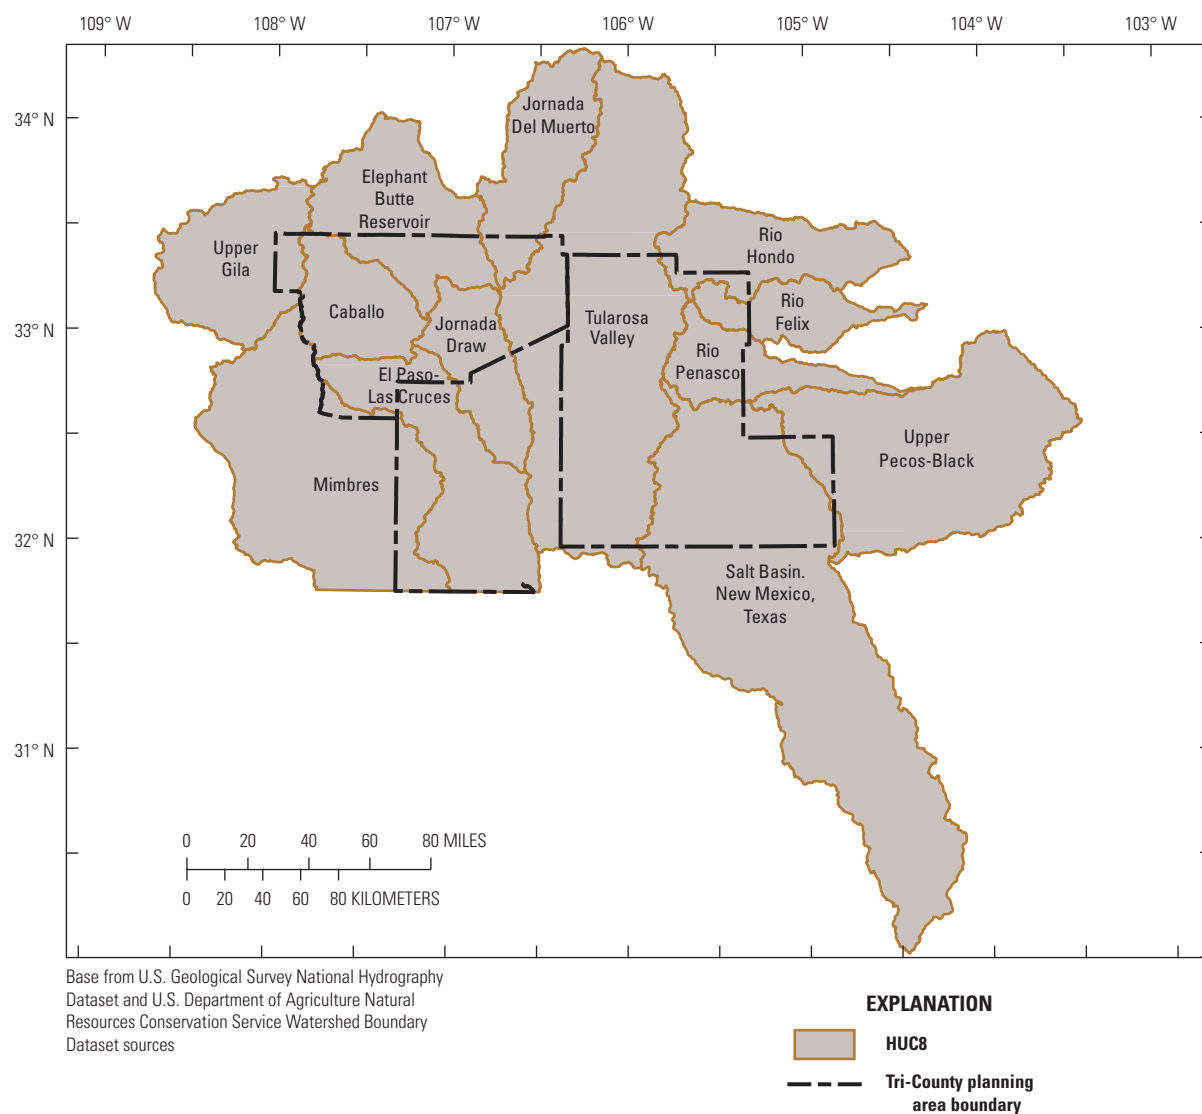 109° W
108° W
107° W
106° W
105° W
104° W
103° W
34° N
33° N
32° N
31° N
Jornada
Del Muerto
Elephant
Butte
Reservoir
Upper
Gila
Rio
Hondo
Caballo
Jornada
Draw
Tularosa
Valley
Rio
Felix
Rio
Penasco
El Paso-
Las Cruces
Upper
Pecos-Black
Mimbres
Salt Basin.
New Mexico,
Texas
0 20 40 60 80 MILES
0 20 40 60 80 KILOMETERS
Base from U.S. Geological Survey National Hydrography
Dataset and U.S. Department of Agriculture Natural
Resources Conservation Service Watershed Boundary
Dataset sources
EXPLANATION
HUC8
Tri-County planning
area boundary